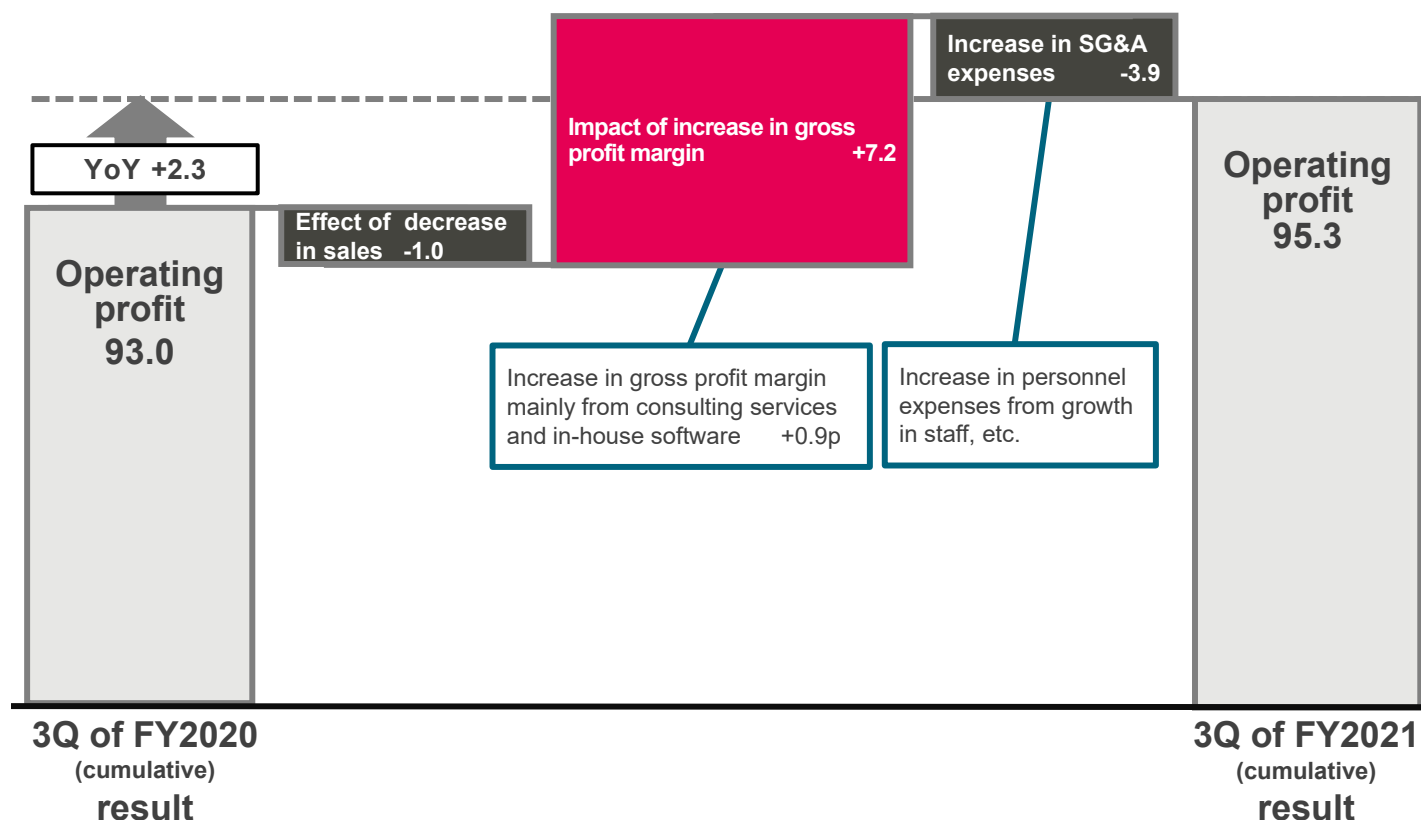 Increase in SG&A
expenses -3.9
Impact of increase in gross
profit margin +7.2
YoY +2.3
Effect of decrease
in sales -1.0
Operating
profit
93.0
Operating
profit
95.3
Increase in gross profit margin
mainly from consulting services
and in-house software +0.9p
Increase in personnel
expenses from growth
in staff, etc.
3Q of FY2020
(cumulative)
result
3Q of FY2021
(cumulative)
result